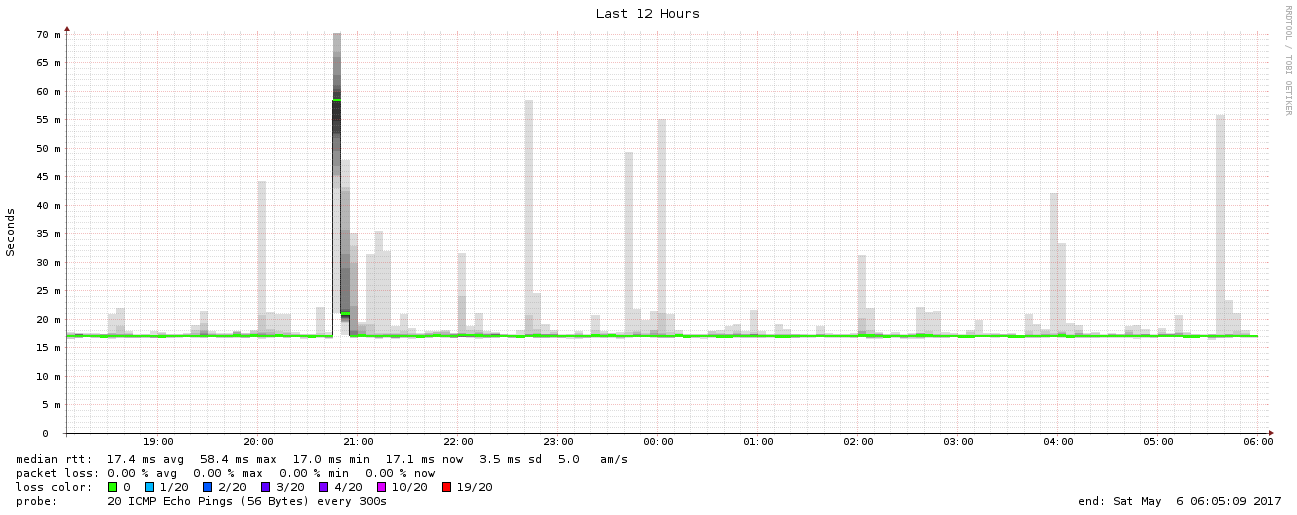 Last 12 Hours
RRDTOOL / TOBI OETIKER
Seconds
70 m
65 m
60 m
55 m
50 m
45 m
40 m
35 m
30 m
25 m
20 m
15 m
10 m
5 m
0
19:00 20:00 21:00 22:00 23:00 00:00 01:00 02:00 03:00 04:00 05:00 06:00
median rtt: 17.4 ms avg 58.4 ms max 17.0 ms min 17.1 ms now 3.5 ms sd 5.0 am/s
packet loss: 0.00 % avg 0.00 % max 0.00 % min 0.00 % now
loss color: 0 1/20 2/20 3/20 4/20 10/20 19/20
probe: 20 ICMP Echo Pings (56 Bytes) every 300s end: Sat May 6 06:05:09 2017